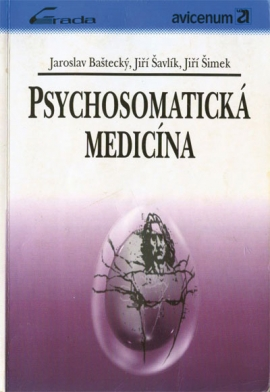 Grada
avicenum
Jaroslav Baštecký, Jiří Šavlík, Jiří Šimek
PSYCHOSOMATICKÁ
MEDICÍNA